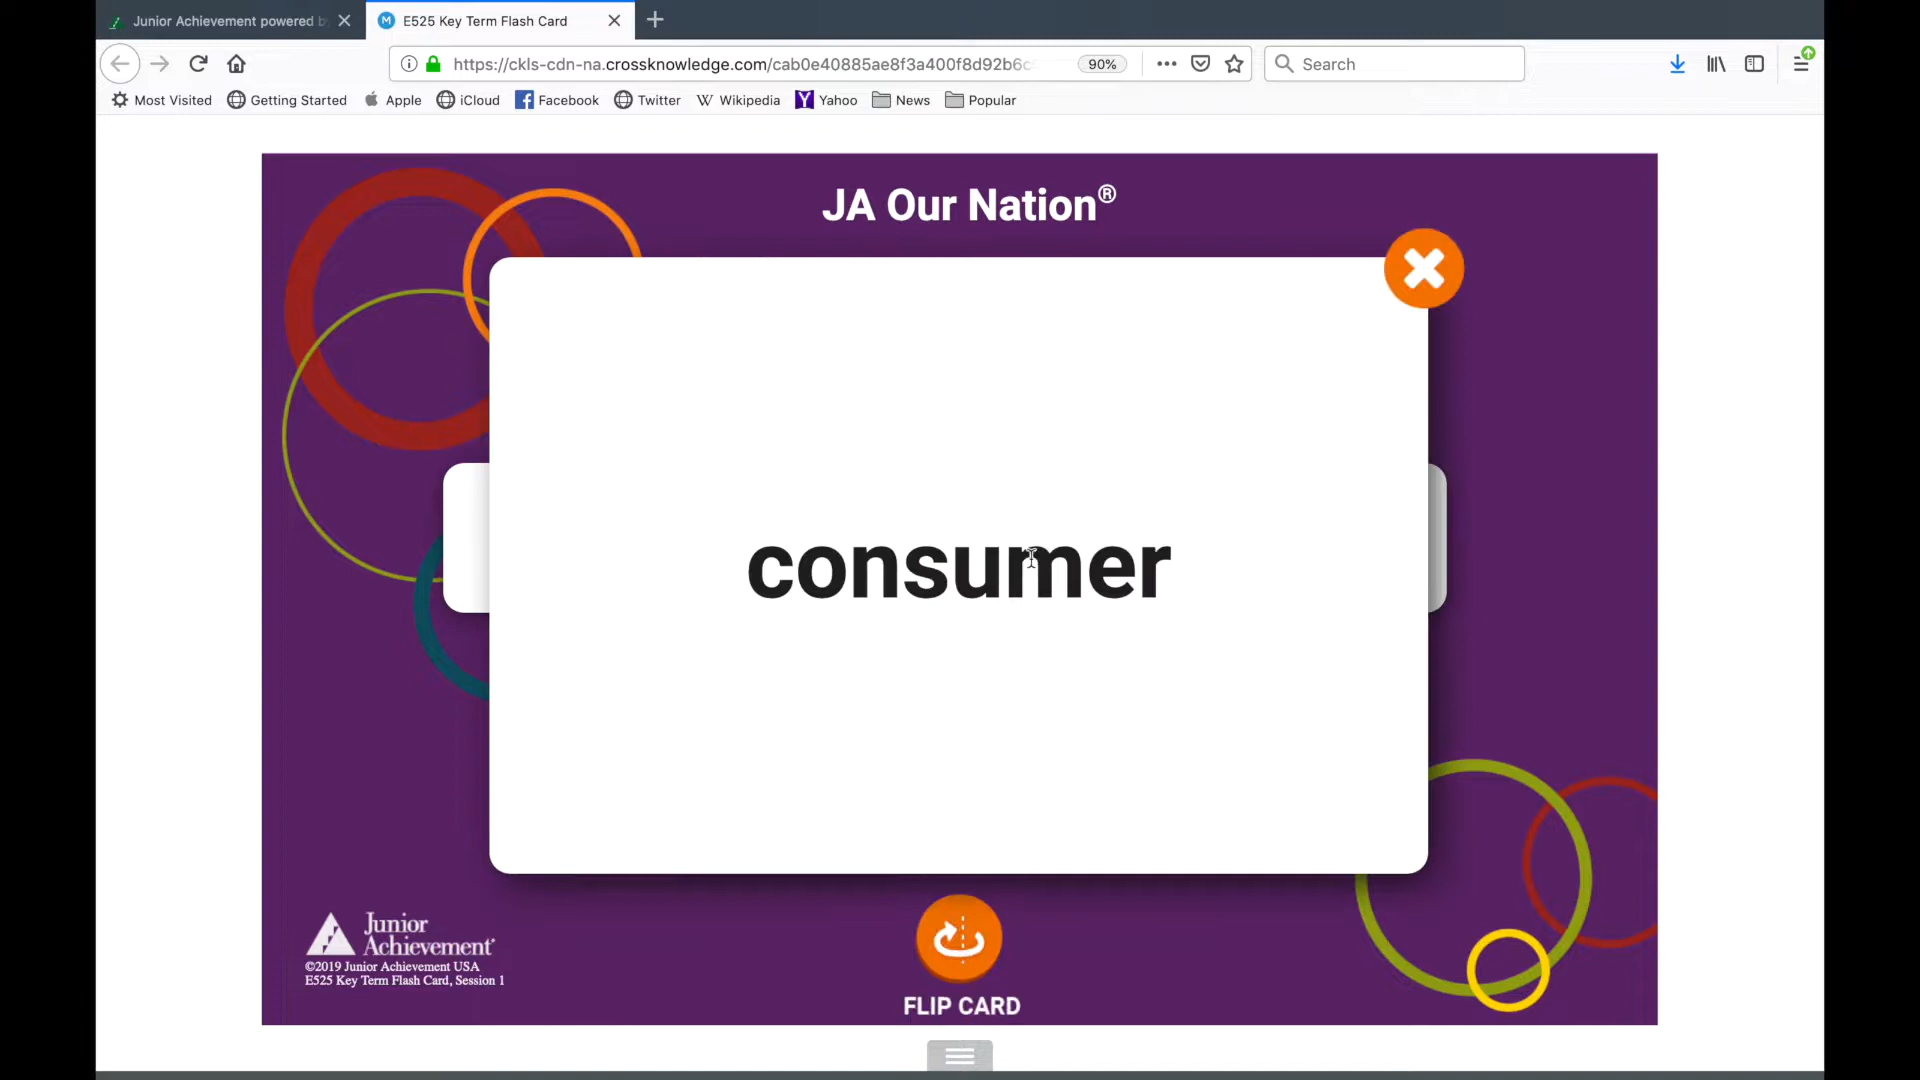 Junior Achievement powered b
E525 Key Term Flash Card
https://ckls-cdn-na.crossknowledge.com/cab0e40885ae8f3a400f8d92b6c
90%
Search
Most Visited
Getting Started
Apple
iCloud
Facebook
Twitter
Wikipedia
Yahoo
News
Popular
JA Our Nation®
consumer
Junior
Achievement®
©2019 Junior Achievement USA
E525 Key Term Flash Card, Session 1
FLIP CARD